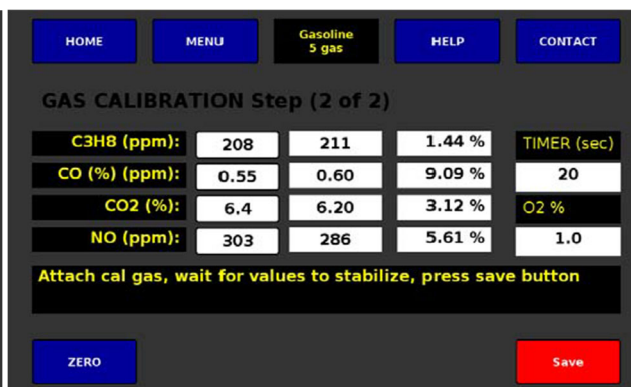 HOME MENU Gasoline HELP CONTACT
5 gas
GAS CALIBRATION Step (2 of 2)
C3H8 (ppm): 208 211 1.44 % TIMER (sec)
CO (%) (ppm): 0.55 0.60 9.09 % 20
CO2 (%): 6.4 6.20 3.12 % O2 %
NO (ppm): 303 286 5.61 % 1.0
Attach cal gas, wait for values to stabilize, press save button
ZERO Save